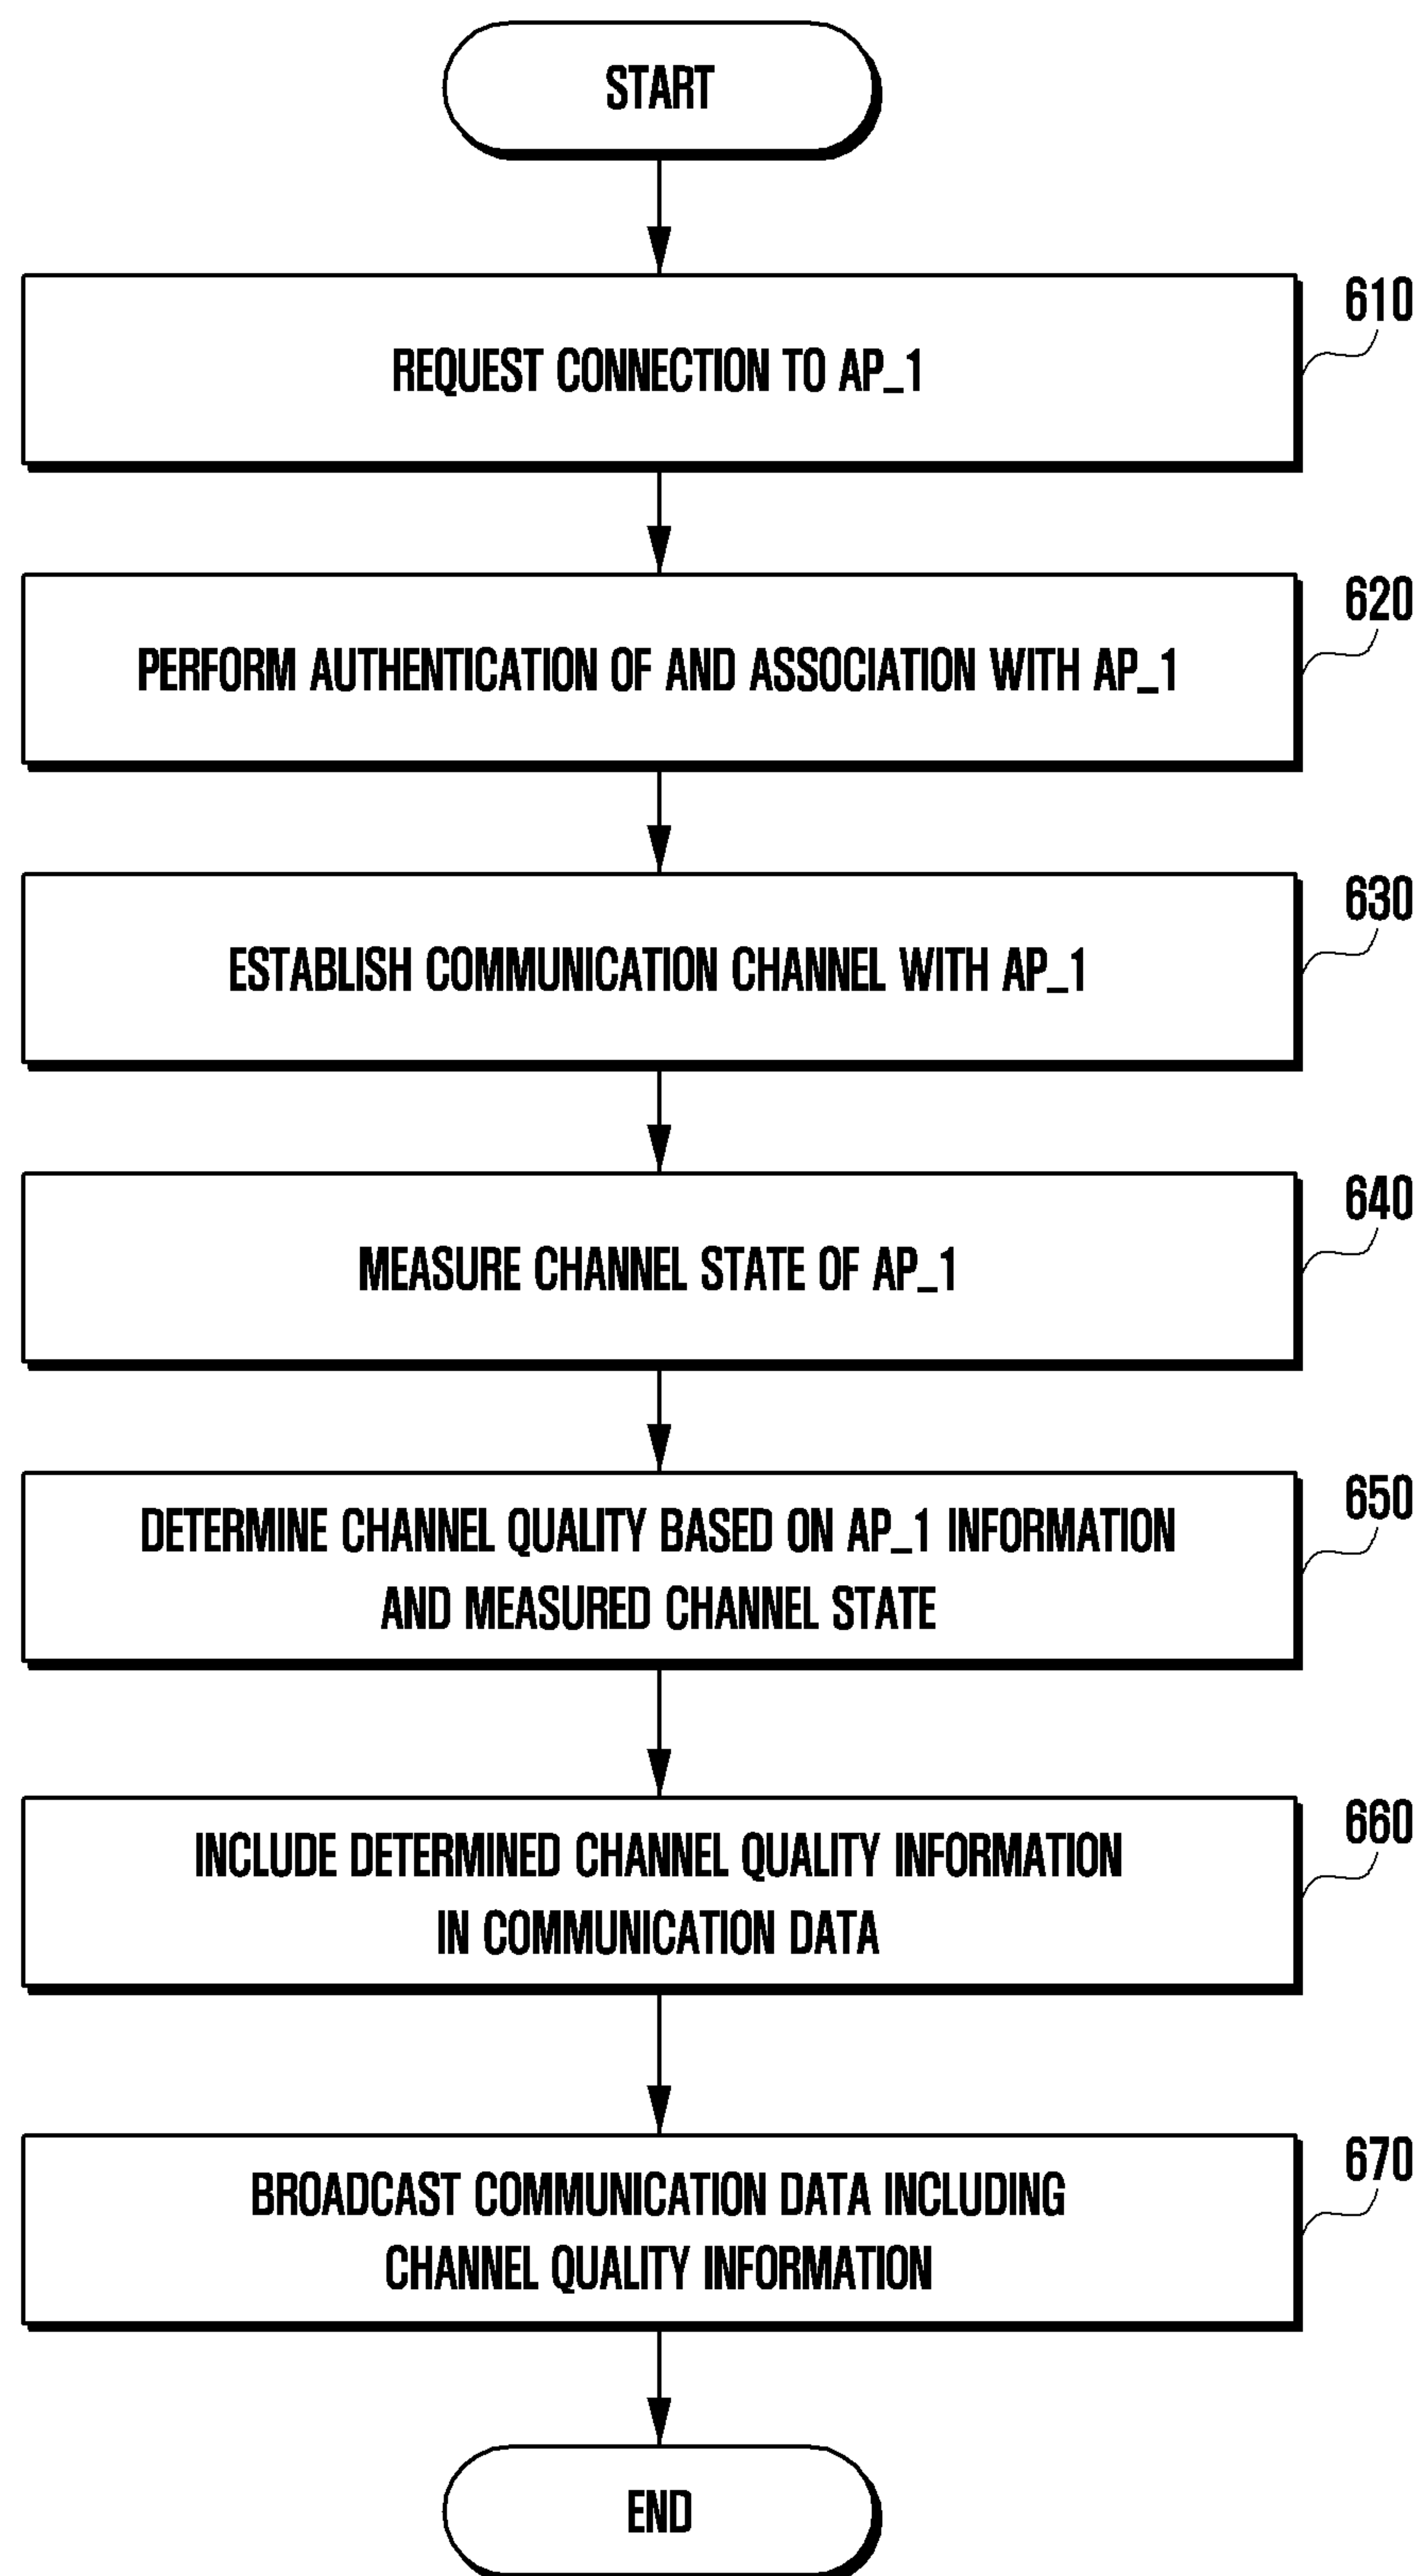 START
610
REQUEST CONNECTION TO AP_1
620
PERFORM AUTHENTICATION OF AND ASSOCIATION WITH AP_1
630
ESTABLISH COMMUNICATION CHANNEL WITH AP_1
640
MEASURE CHANNEL STATE OF AP_1
650
DETERMINE CHANNEL QUALITY BASED ON AP_1 INFORMATION
AND MEASURED CHANNEL STATE
660
INCLUDE DETERMINED CHANNEL QUALITY INFORMATION
IN COMMUNICATION DATA
670
BROADCAST COMMUNICATION DATA INCLUDING
CHANNEL QUALITY INFORMATION
END